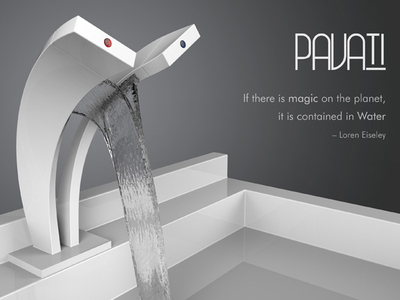 PAVATI
If there is magic on the planet,
it is contained in Water
– Loren Eiseley